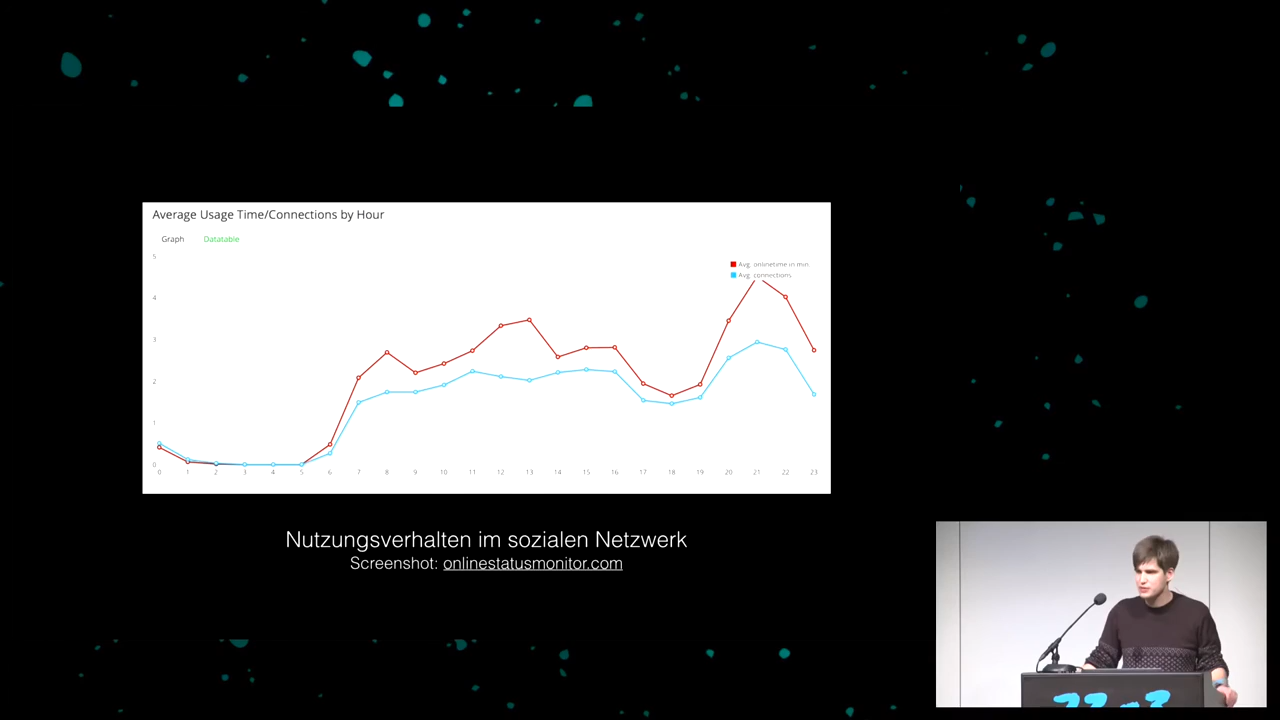 Average Usage Time/Connections by Hour
Graph Datatable
Avg. onlinetime in min
Avg. connections
5
4
3
2
1
0
0 1 2 3 4 5 6 7 8 9 10 11 12 13 14 15 16 17 18 19 20 21 22 23
Nutzungsverhalten im sozialen Netzwerk
Screenshot: onlinestatusmonitor.com